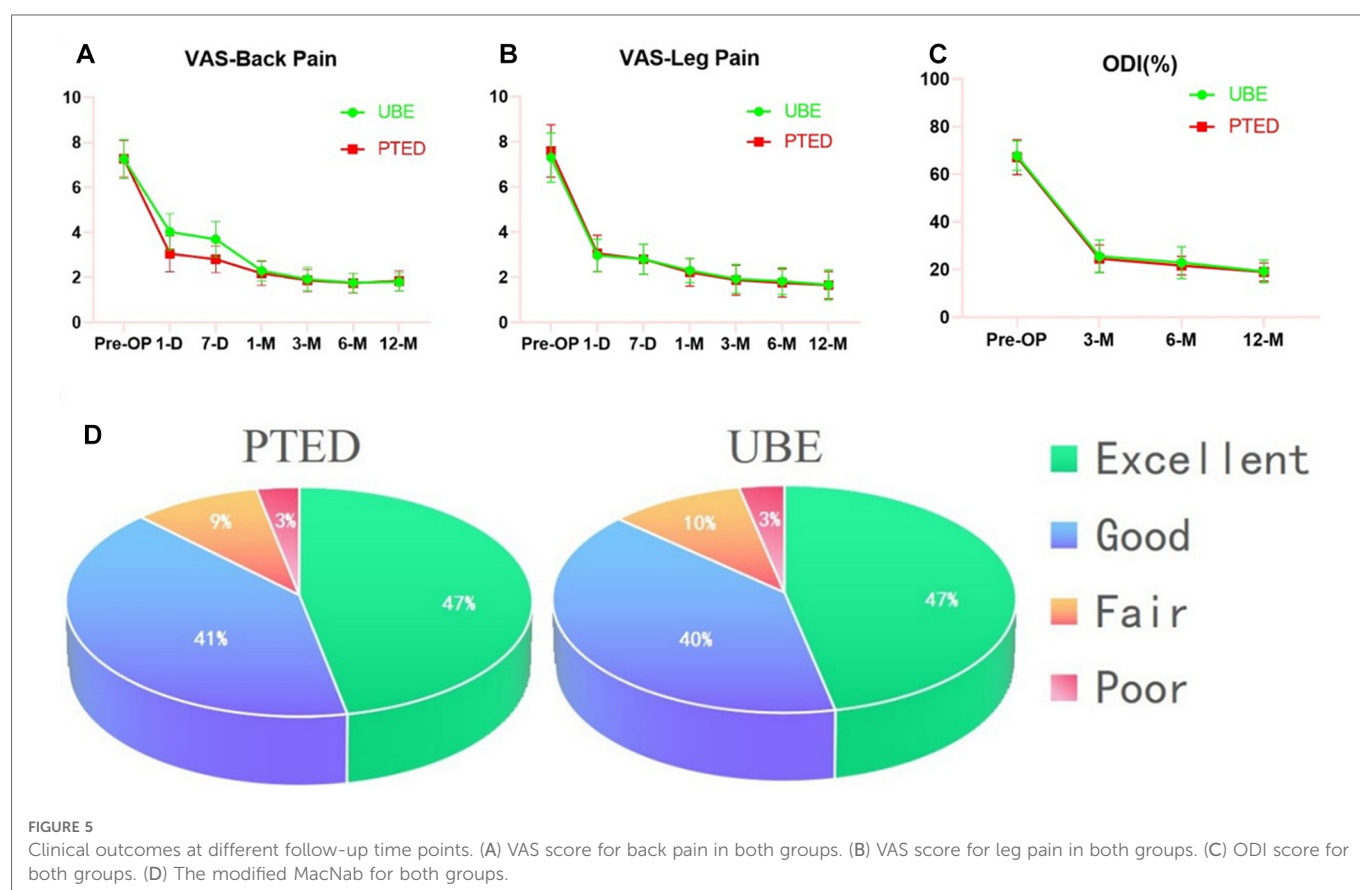 A
VAS-Back Pain
10
8
6
4
2
0
UBE
PTED
Pre-OP 1-D 7-D 1-M 3-M 6-M 12-M
B
VAS-Leg Pain
10
8
6
4
2
0
UBE
PTED
Pre-OP 1-D 7-D 1-M 3-M 6-M 12-M
C
ODI(%)
100
80
60
40
20
0
UBE
PTED
Pre-OP 3-M 6-M 12-M
D
PTED
9%
3%
47%
41%
UBE
10%
3%
47%
40%
Excellent
Good
Fair
Poor
FIGURE 5
Clinical outcomes at different follow-up time points. (A) VAS score for back pain in both groups. (B) VAS score for leg pain in both groups. (C) ODI score for
both groups. (D) The modified MacNab for both groups.